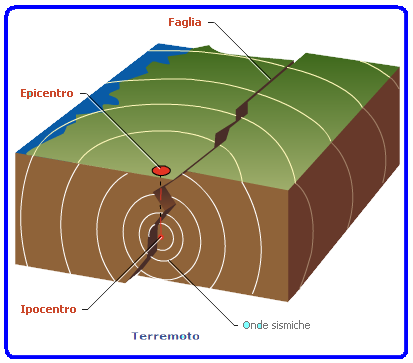 Faglia
Epicentro
Ipocentro
Onde sismiche
Terremoto